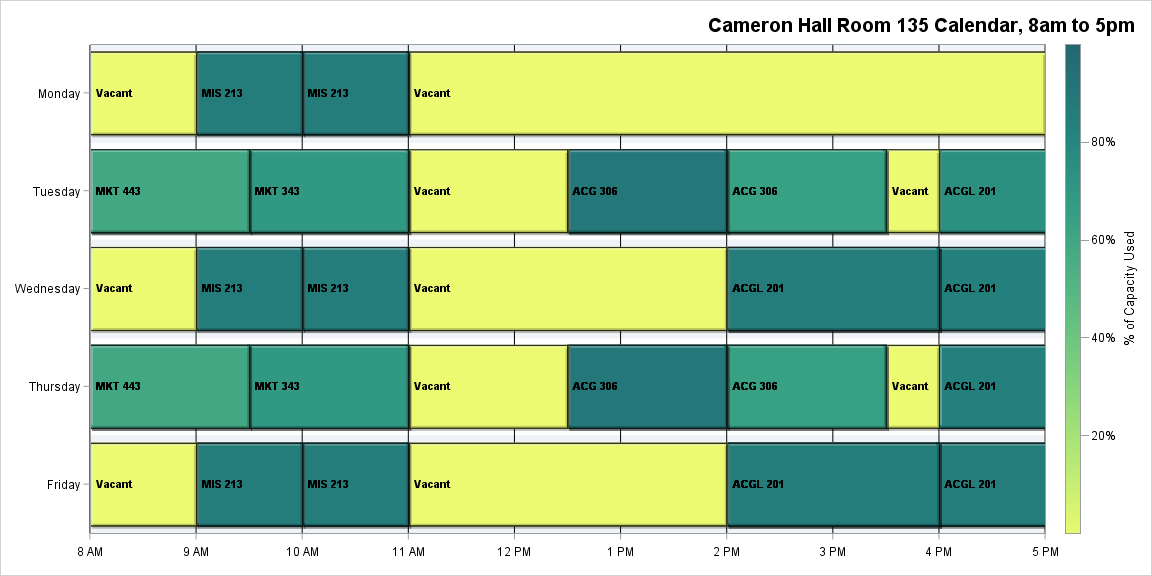 Cameron Hall Room 135 Calendar, 8am to 5pm
Monday
Vacant
MIS 213
MIS 213
Vacant
Tuesday
MKT 443
MKT 343
Vacant
ACG 306
ACG 306
Vacant
ACGL 201
Wednesday
Vacant
MIS 213
MIS 213
Vacant
ACGL 201
ACGL 201
Thursday
MKT 443
MKT 343
Vacant
ACG 306
ACG 306
Vacant
ACGL 201
Friday
Vacant
MIS 213
MIS 213
Vacant
ACGL 201
ACGL 201
8 AM
9 AM
10 AM
11 AM
12 PM
1 PM
2 PM
3 PM
4 PM
5 PM
80%
60%
40%
20%
% of Capacity Used